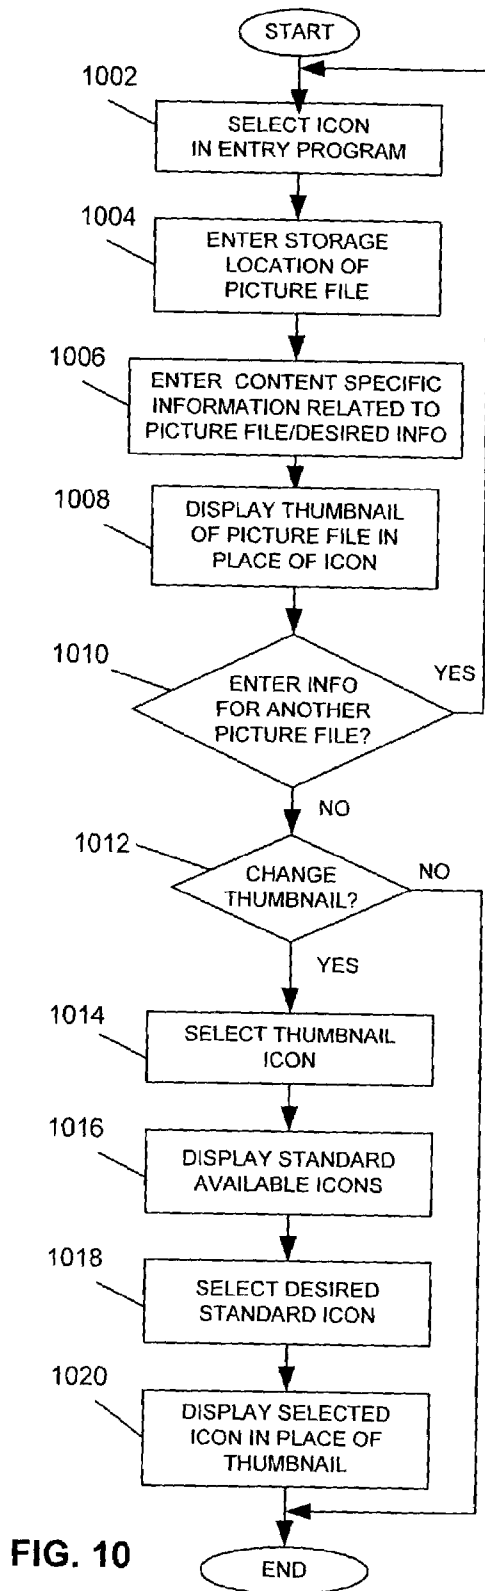 START
1002
SELECT ICON
IN ENTRY PROGRAM
1004
ENTER STORAGE
LOCATION OF
PICTURE FILE
1006
ENTER CONTENT SPECIFIC
INFORMATION RELATED TO
PICTURE FILE/DESIRED INFO
1008
DISPLAY THUMBNAIL
OF PICTURE FILE IN
PLACE OF ICON
1010
ENTER INFO
FOR ANOTHER
PICTURE FILE?
YES
NO
1012
CHANGE
THUMBNAIL?
NO
YES
1014
SELECT THUMBNAIL
ICON
1016
DISPLAY STANDARD
AVAILABLE ICONS
1018
SELECT DESIRED
STANDARD ICON
1020
DISPLAY SELECTED
ICON IN PLACE OF
THUMBNAIL
FIG. 10
END